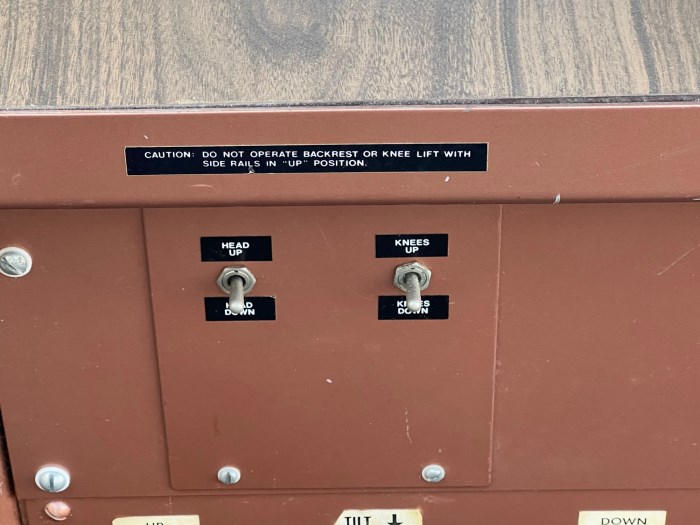 CAUTION: DO NOT OPERATE BACKREST OR KNEE LIFT WITH
SIDE RAILS IN "UP" POSITION.
HEAD
UP
KNEES
UP
HEAD
DOWN
KNEES
DOWN
UP
TILT
DOWN